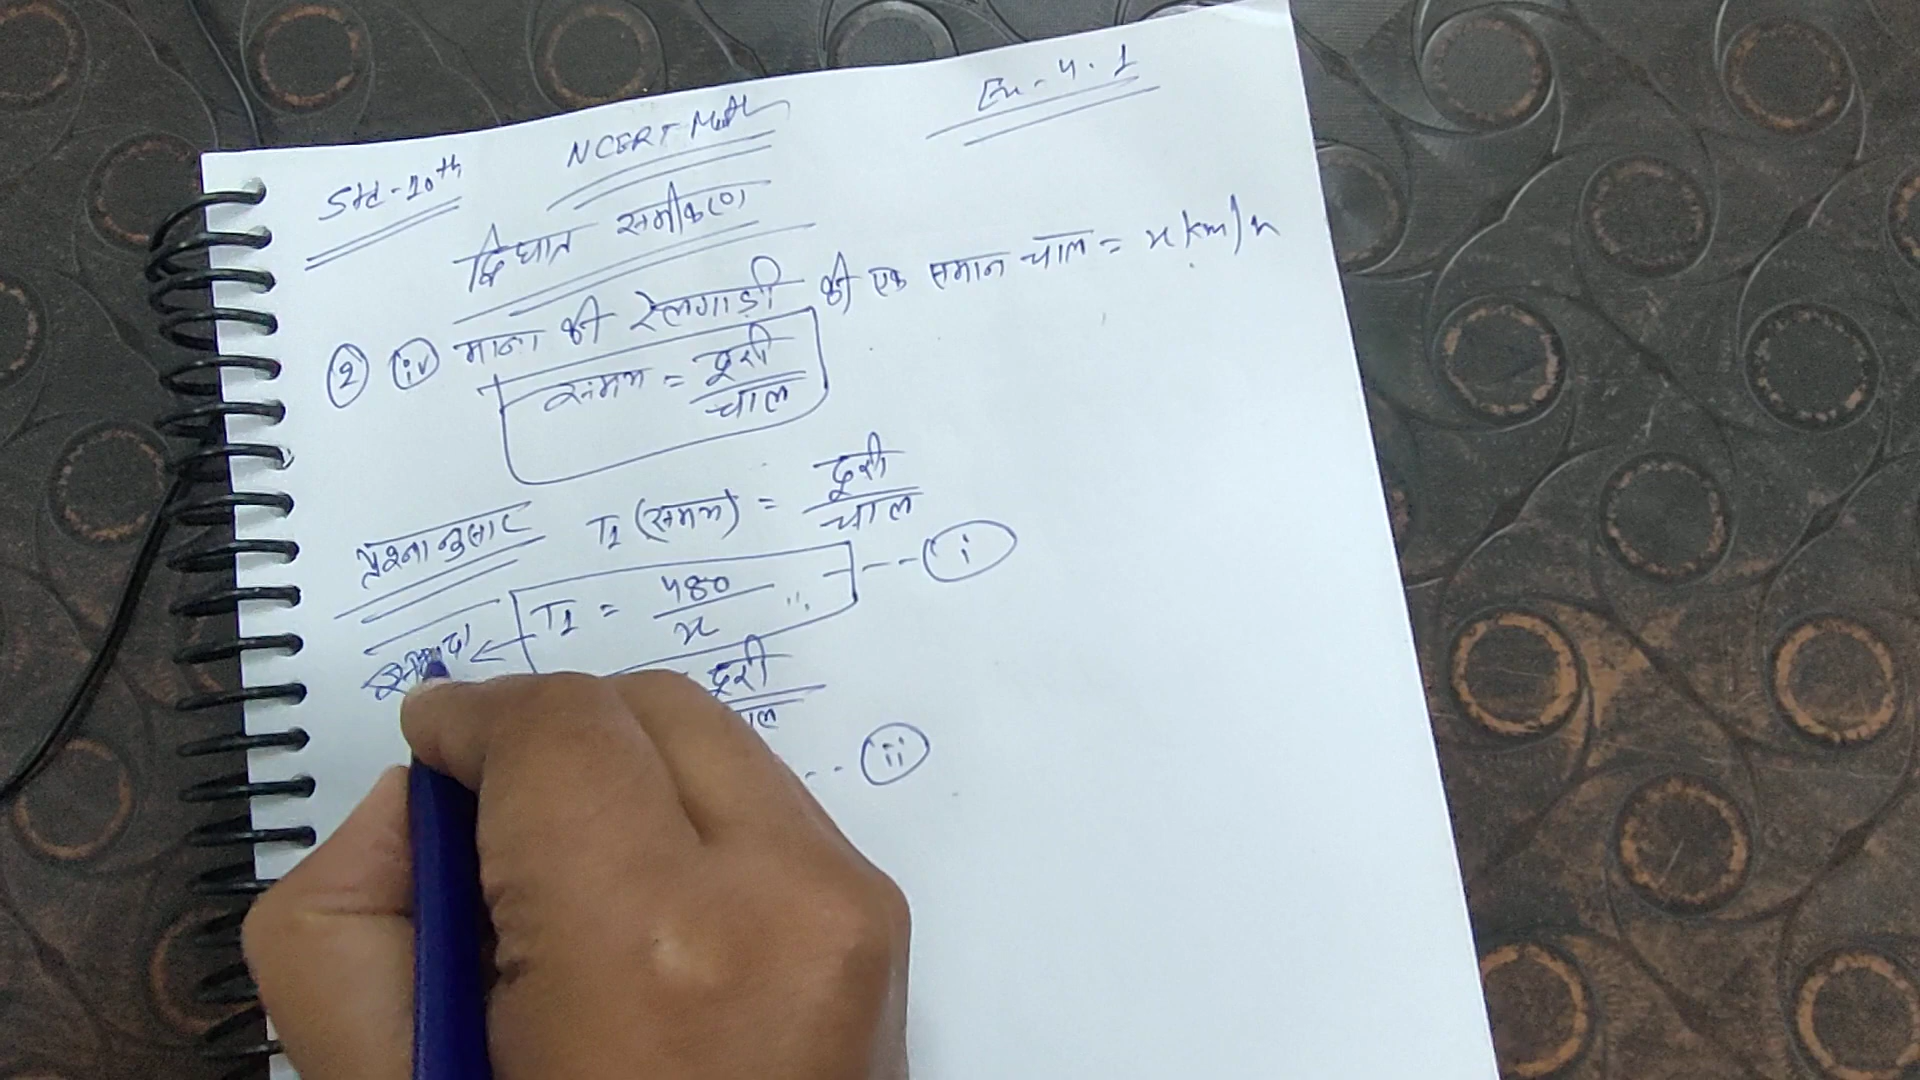 Std-10th NCERT Math Ex-4.1
द्विघात समीकरण
② (iv) माना की रेलगाड़ी की एक समान चाल = x km/h
समय = दूरी / चाल
प्रश्नानुसार T1 (समय) = दूरी / चाल
T1 = 480 / x --- (i)
दूरी
--- (ii)